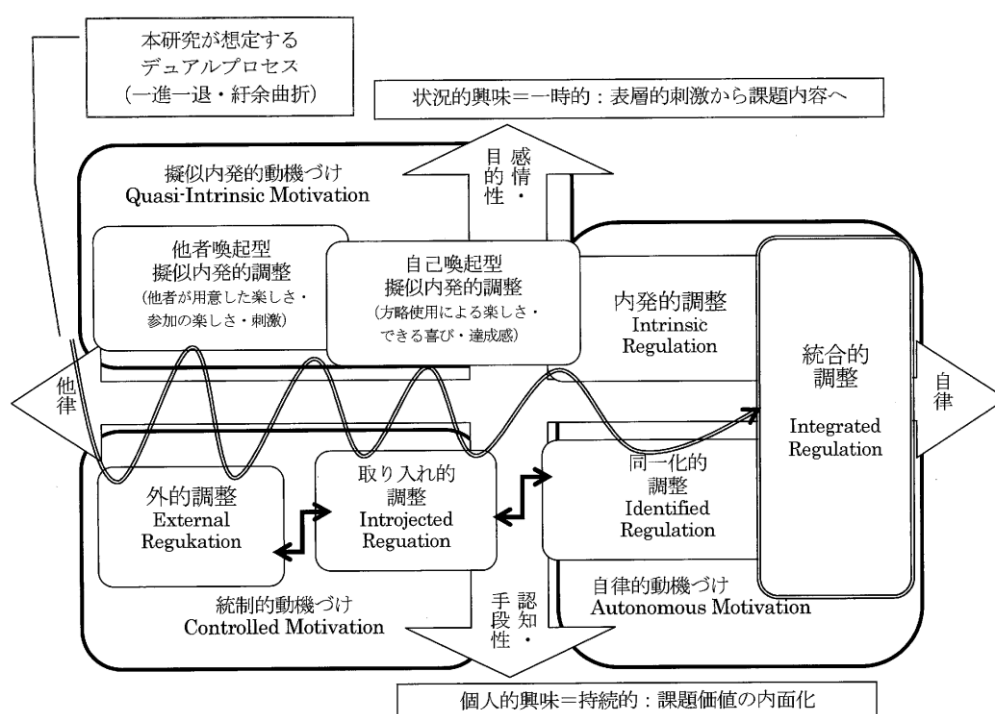 本研究が想定する
デュアルプロセス
(一進一退・紆余曲折)
状況的興味=一時的：表層的刺激から課題内容へ
感情・
目的性
擬似内発的動機づけ
Quasi-Intrinsic Motivation
他者喚起型
擬似内発的調整
(他者が用意した楽しさ・
参加の楽しさ・刺激)
自己喚起型
擬似内発的調整
(方略使用による楽しさ・
できる喜び・達成感)
内発的調整
Intrinsic
Regulation
統合的
調整
Integrated
Regulation
他律
自律
外的調整
External
Regukation
取り入れ的
調整
Introjected
Reguation
同一化的
調整
Identified
Regulation
統制的動機づけ
Controlled Motivation
認知・
手段性
自律的動機づけ
Autonomous Motivation
個人的興味=持続的：課題価値の内面化